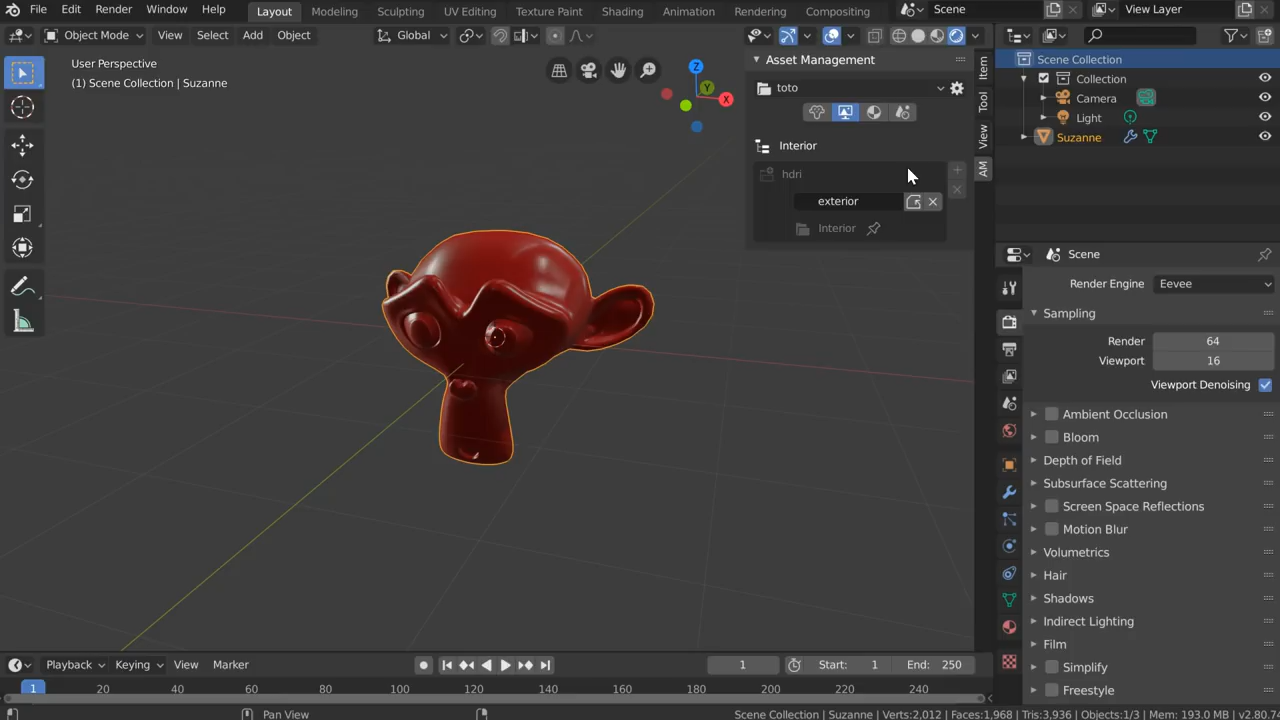 File Edit Render Window Help Layout Modeling Sculpting UV Editing Texture Paint Shading Animation Rendering Compositing Scene View Layer
Object Mode View Select Add Object Global
User Perspective
(1) Scene Collection | Suzanne
Z
Y
X
Asset Management
toto
Interior
hdri
exterior
Interior
Item
Tool
View
AM
Scene Collection
Collection
Camera
Light
Suzanne
Scene
Render Engine Eevee
Sampling
Render 64
Viewport 16
Viewport Denoising
Ambient Occlusion
Bloom
Depth of Field
Subsurface Scattering
Screen Space Reflections
Motion Blur
Volumetrics
Hair
Shadows
Indirect Lighting
Film
Simplify
Freestyle
Playback Keying View Marker 1 Start: 1 End: 250
1 20 40 60 80 100 120 140 160 180 200 220 240
Pan View
Scene Collection | Suzanne | Verts:2,012 | Faces:1,968 | Tris:3,936 | Objects:1/3 | Mem: 193.0 MB | v2.80.74